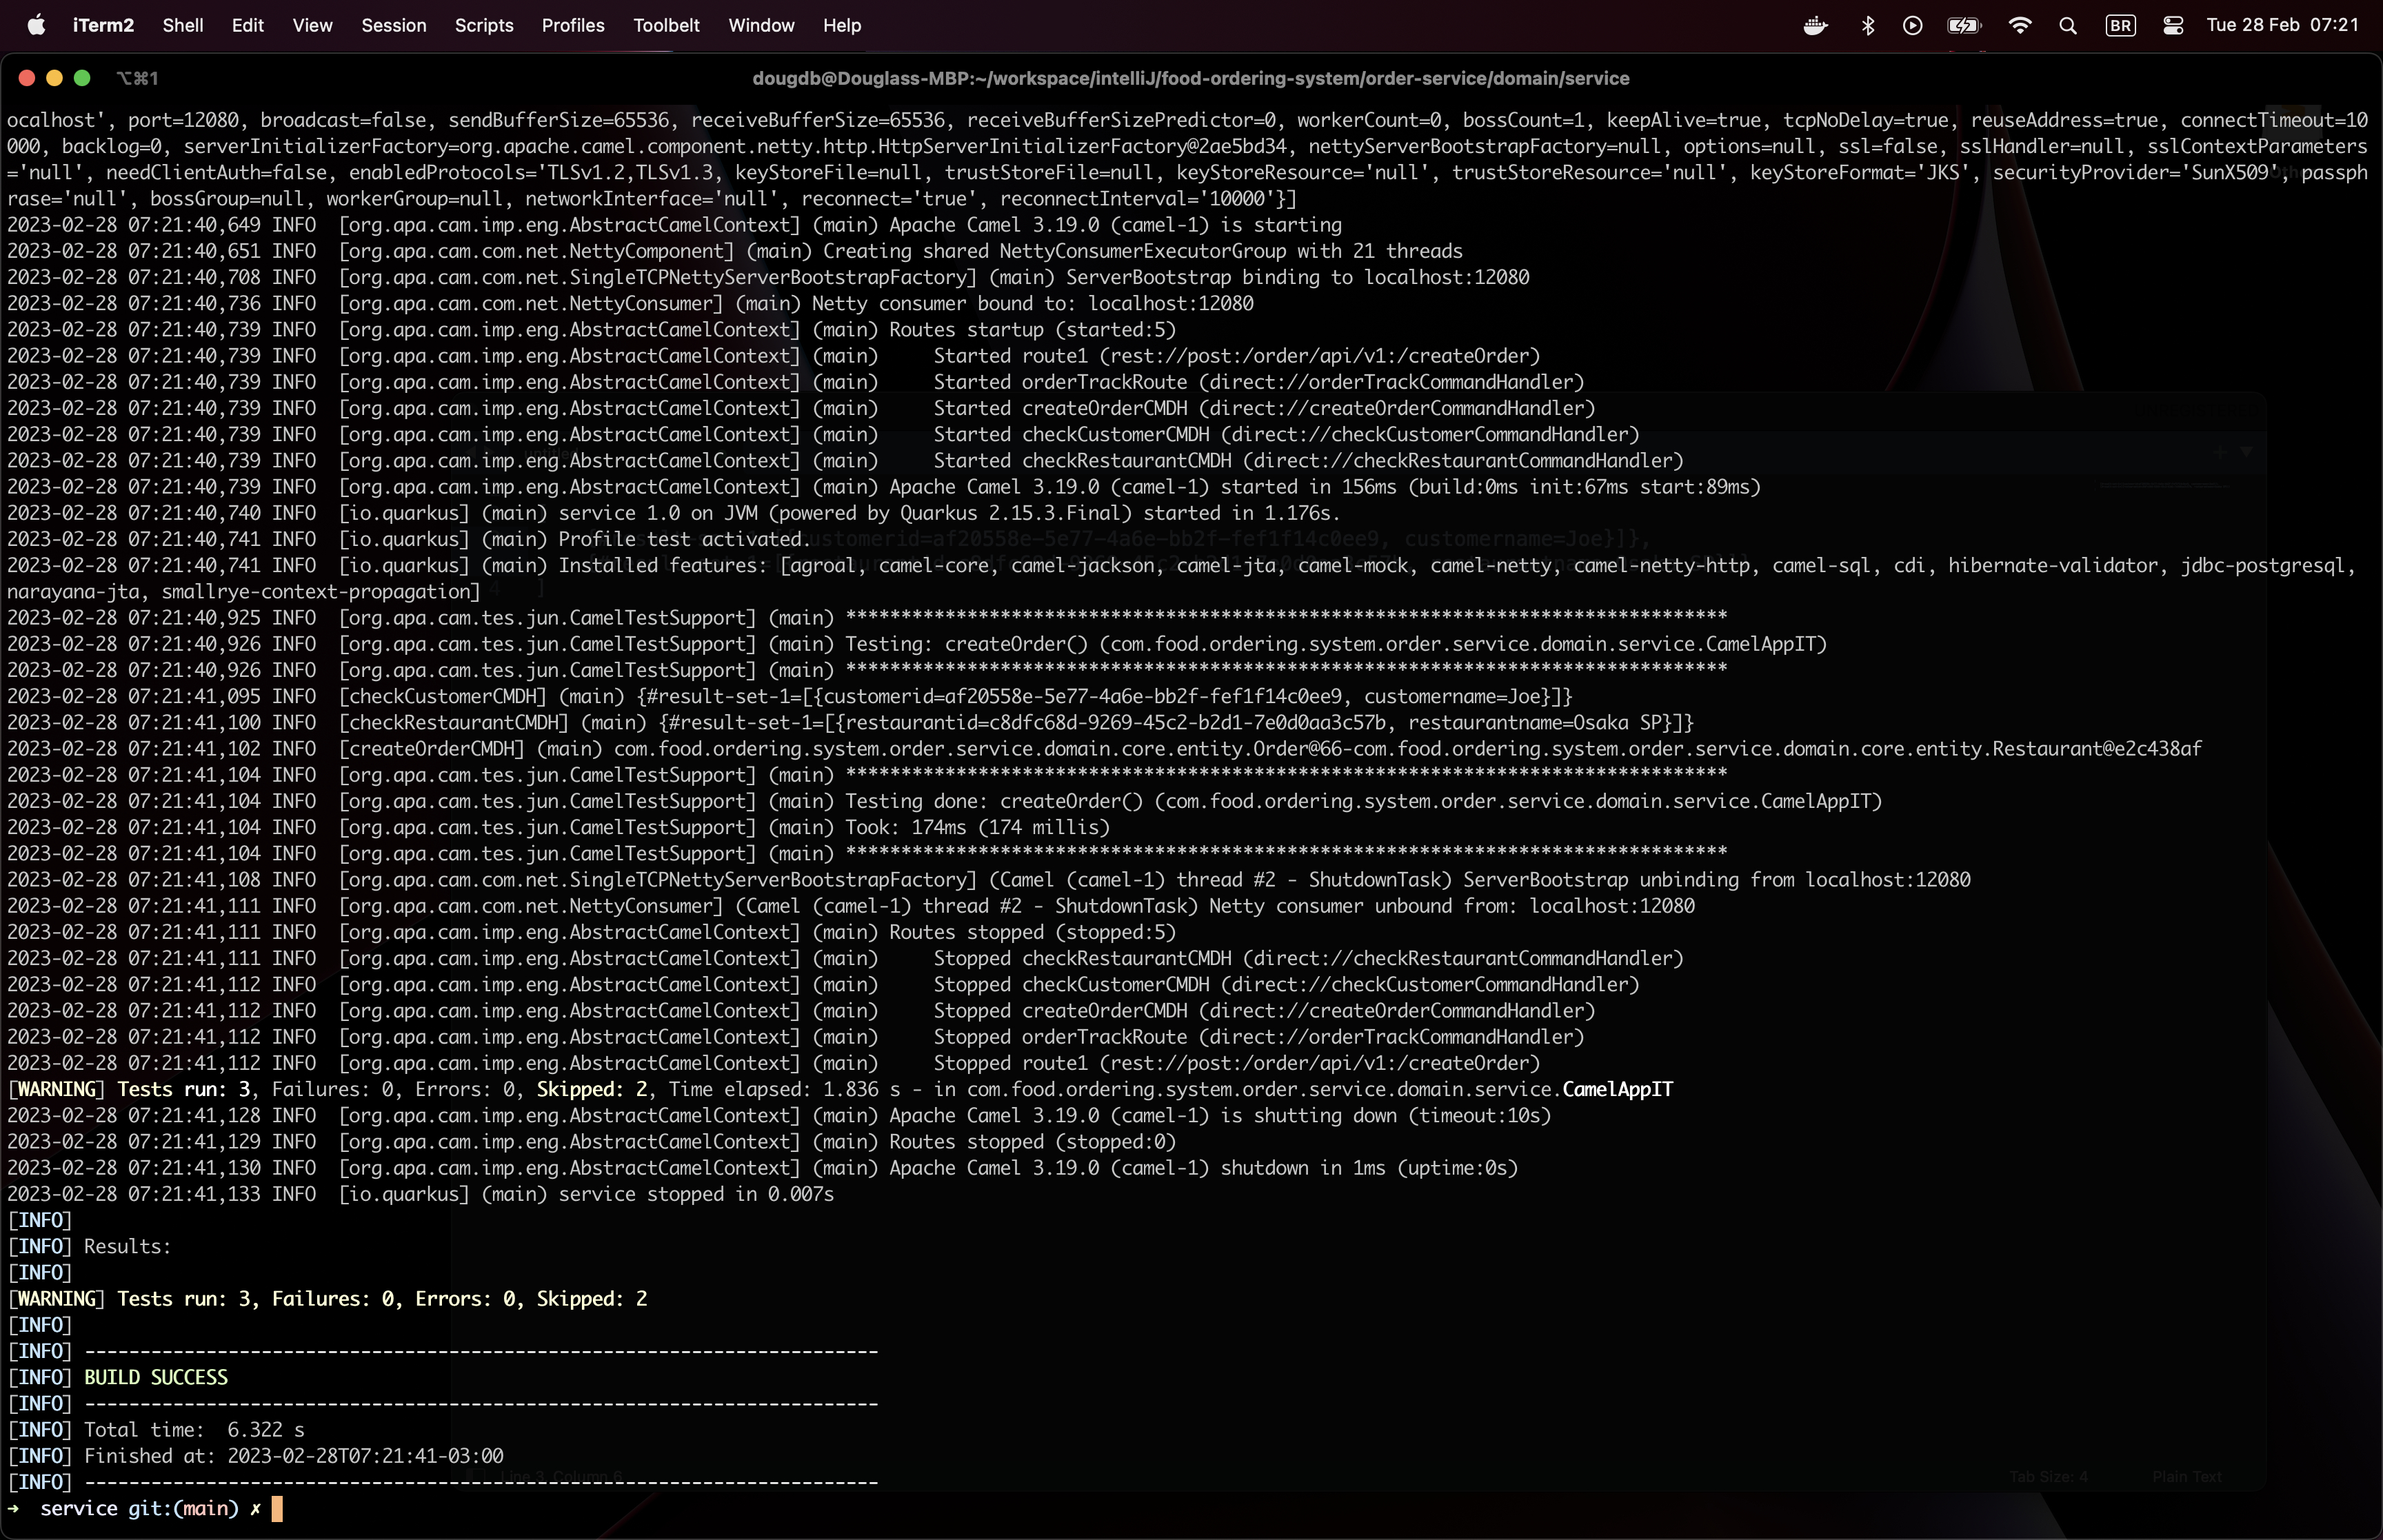 iTerm2 Shell Edit View Session Scripts Profiles Toolbelt Window Help BR Tue 28 Feb 07:21
⌥⌘1 dougdb@Douglass-MBP:~/workspace/intelliJ/food-ordering-system/order-service/domain/service
ocalhost', port=12080, broadcast=false, sendBufferSize=65536, receiveBufferSize=65536, receiveBufferSizePredictor=0, workerCount=0, bossCount=1, keepAlive=true, tcpNoDelay=true, reuseAddress=true, connectTimeout=10
000, backlog=0, serverInitializerFactory=org.apache.camel.component.netty.http.HttpServerInitializerFactory@2ae5bd34, nettyServerBootstrapFactory=null, options=null, ssl=false, sslHandler=null, sslContextParameters
='null', needClientAuth=false, enabledProtocols='TLSv1.2,TLSv1.3, keyStoreFile=null, trustStoreFile=null, keyStoreResource='null', trustStoreResource='null', keyStoreFormat='JKS', securityProvider='SunX509', passph
rase='null', bossGroup=null, workerGroup=null, networkInterface='null', reconnect='true', reconnectInterval='10000'}]
2023-02-28 07:21:40,649 INFO  [org.apa.cam.imp.eng.AbstractCamelContext] (main) Apache Camel 3.19.0 (camel-1) is starting
2023-02-28 07:21:40,651 INFO  [org.apa.cam.com.net.NettyComponent] (main) Creating shared NettyConsumerExecutorGroup with 21 threads
2023-02-28 07:21:40,708 INFO  [org.apa.cam.com.net.SingleTCPNettyServerBootstrapFactory] (main) ServerBootstrap binding to localhost:12080
2023-02-28 07:21:40,736 INFO  [org.apa.cam.com.net.NettyConsumer] (main) Netty consumer bound to: localhost:12080
2023-02-28 07:21:40,739 INFO  [org.apa.cam.imp.eng.AbstractCamelContext] (main) Routes startup (started:5)
2023-02-28 07:21:40,739 INFO  [org.apa.cam.imp.eng.AbstractCamelContext] (main)     Started route1 (rest://post:/order/api/v1:/createOrder)
2023-02-28 07:21:40,739 INFO  [org.apa.cam.imp.eng.AbstractCamelContext] (main)     Started orderTrackRoute (direct://orderTrackCommandHandler)
2023-02-28 07:21:40,739 INFO  [org.apa.cam.imp.eng.AbstractCamelContext] (main)     Started createOrderCMDH (direct://createOrderCommandHandler)
2023-02-28 07:21:40,739 INFO  [org.apa.cam.imp.eng.AbstractCamelContext] (main)     Started checkCustomerCMDH (direct://checkCustomerCommandHandler)
2023-02-28 07:21:40,739 INFO  [org.apa.cam.imp.eng.AbstractCamelContext] (main)     Started checkRestaurantCMDH (direct://checkRestaurantCommandHandler)
2023-02-28 07:21:40,739 INFO  [org.apa.cam.imp.eng.AbstractCamelContext] (main) Apache Camel 3.19.0 (camel-1) started in 156ms (build:0ms init:67ms start:89ms)
2023-02-28 07:21:40,740 INFO  [io.quarkus] (main) service 1.0 on JVM (powered by Quarkus 2.15.3.Final) started in 1.176s.
2023-02-28 07:21:40,741 INFO  [io.quarkus] (main) Profile test activated.
2023-02-28 07:21:40,741 INFO  [io.quarkus] (main) Installed features: [agroal, camel-core, camel-jackson, camel-jta, camel-mock, camel-netty, camel-netty-http, camel-sql, cdi, hibernate-validator, jdbc-postgresql,
narayana-jta, smallrye-context-propagation]
2023-02-28 07:21:40,925 INFO  [org.apa.cam.tes.jun.CamelTestSupport] (main) ********************************************************************************
2023-02-28 07:21:40,926 INFO  [org.apa.cam.tes.jun.CamelTestSupport] (main) Testing: createOrder() (com.food.ordering.system.order.service.domain.service.CamelAppIT)
2023-02-28 07:21:40,926 INFO  [org.apa.cam.tes.jun.CamelTestSupport] (main) ********************************************************************************
2023-02-28 07:21:41,095 INFO  [checkCustomerCMDH] (main) {#result-set-1=[{customerid=af20558e-5e77-4a6e-bb2f-fef1f14c0ee9, customername=Joe}]}
2023-02-28 07:21:41,100 INFO  [checkRestaurantCMDH] (main) {#result-set-1=[{restaurantid=c8dfc68d-9269-45c2-b2d1-7e0d0aa3c57b, restaurantname=Osaka SP}]}
2023-02-28 07:21:41,102 INFO  [createOrderCMDH] (main) com.food.ordering.system.order.service.domain.core.entity.Order@66-com.food.ordering.system.order.service.domain.core.entity.Restaurant@e2c438af
2023-02-28 07:21:41,104 INFO  [org.apa.cam.tes.jun.CamelTestSupport] (main) ********************************************************************************
2023-02-28 07:21:41,104 INFO  [org.apa.cam.tes.jun.CamelTestSupport] (main) Testing done: createOrder() (com.food.ordering.system.order.service.domain.service.CamelAppIT)
2023-02-28 07:21:41,104 INFO  [org.apa.cam.tes.jun.CamelTestSupport] (main) Took: 174ms (174 millis)
2023-02-28 07:21:41,104 INFO  [org.apa.cam.tes.jun.CamelTestSupport] (main) ********************************************************************************
2023-02-28 07:21:41,108 INFO  [org.apa.cam.com.net.SingleTCPNettyServerBootstrapFactory] (Camel (camel-1) thread #2 - ShutdownTask) ServerBootstrap unbinding from localhost:12080
2023-02-28 07:21:41,111 INFO  [org.apa.cam.com.net.NettyConsumer] (Camel (camel-1) thread #2 - ShutdownTask) Netty consumer unbound from: localhost:12080
2023-02-28 07:21:41,111 INFO  [org.apa.cam.imp.eng.AbstractCamelContext] (main) Routes stopped (stopped:5)
2023-02-28 07:21:41,111 INFO  [org.apa.cam.imp.eng.AbstractCamelContext] (main)     Stopped checkRestaurantCMDH (direct://checkRestaurantCommandHandler)
2023-02-28 07:21:41,112 INFO  [org.apa.cam.imp.eng.AbstractCamelContext] (main)     Stopped checkCustomerCMDH (direct://checkCustomerCommandHandler)
2023-02-28 07:21:41,112 INFO  [org.apa.cam.imp.eng.AbstractCamelContext] (main)     Stopped createOrderCMDH (direct://createOrderCommandHandler)
2023-02-28 07:21:41,112 INFO  [org.apa.cam.imp.eng.AbstractCamelContext] (main)     Stopped orderTrackRoute (direct://orderTrackCommandHandler)
2023-02-28 07:21:41,112 INFO  [org.apa.cam.imp.eng.AbstractCamelContext] (main)     Stopped route1 (rest://post:/order/api/v1:/createOrder)
[WARNING] Tests run: 3, Failures: 0, Errors: 0, Skipped: 2, Time elapsed: 1.836 s - in com.food.ordering.system.order.service.domain.service.CamelAppIT
2023-02-28 07:21:41,128 INFO  [org.apa.cam.imp.eng.AbstractCamelContext] (main) Apache Camel 3.19.0 (camel-1) is shutting down (timeout:10s)
2023-02-28 07:21:41,129 INFO  [org.apa.cam.imp.eng.AbstractCamelContext] (main) Routes stopped (stopped:0)
2023-02-28 07:21:41,130 INFO  [org.apa.cam.imp.eng.AbstractCamelContext] (main) Apache Camel 3.19.0 (camel-1) shutdown in 1ms (uptime:0s)
2023-02-28 07:21:41,133 INFO  [io.quarkus] (main) service stopped in 0.007s
[INFO]
[INFO] Results:
[INFO]
[WARNING] Tests run: 3, Failures: 0, Errors: 0, Skipped: 2
[INFO]
[INFO] ------------------------------------------------------------------------
[INFO] BUILD SUCCESS
[INFO] ------------------------------------------------------------------------
[INFO] Total time:  6.322 s
[INFO] Finished at: 2023-02-28T07:21:41-03:00
[INFO] ------------------------------------------------------------------------
➜  service git:(main) ✗